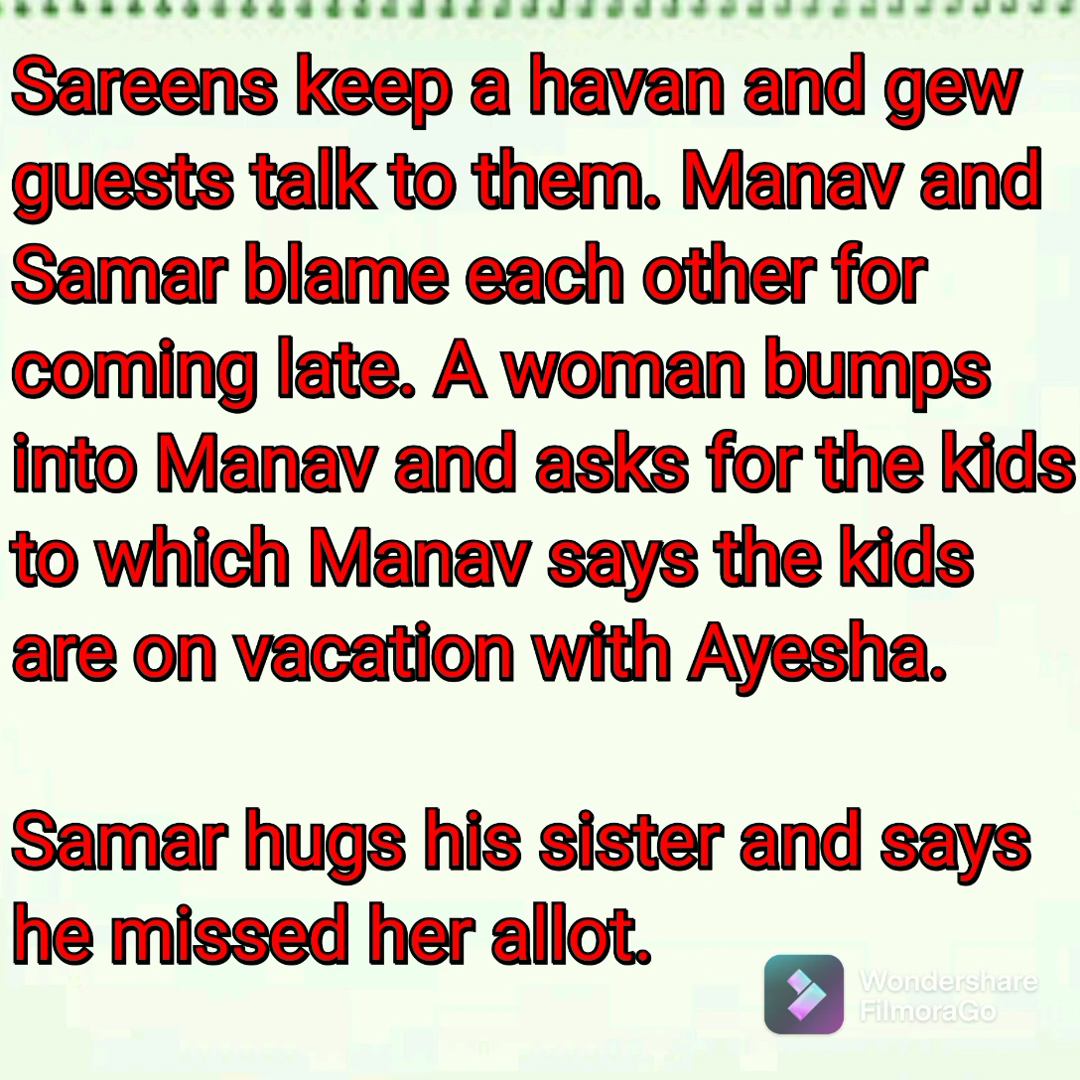 Sareens keep a havan and gew
guests talk to them. Manav and
Samar blame each other for
coming late. A woman bumps
into Manav and asks for the kids
to which Manav says the kids
are on vacation with Ayesha.
Samar hugs his sister and says
he missed her allot.
Wondershare
FilmoraGo